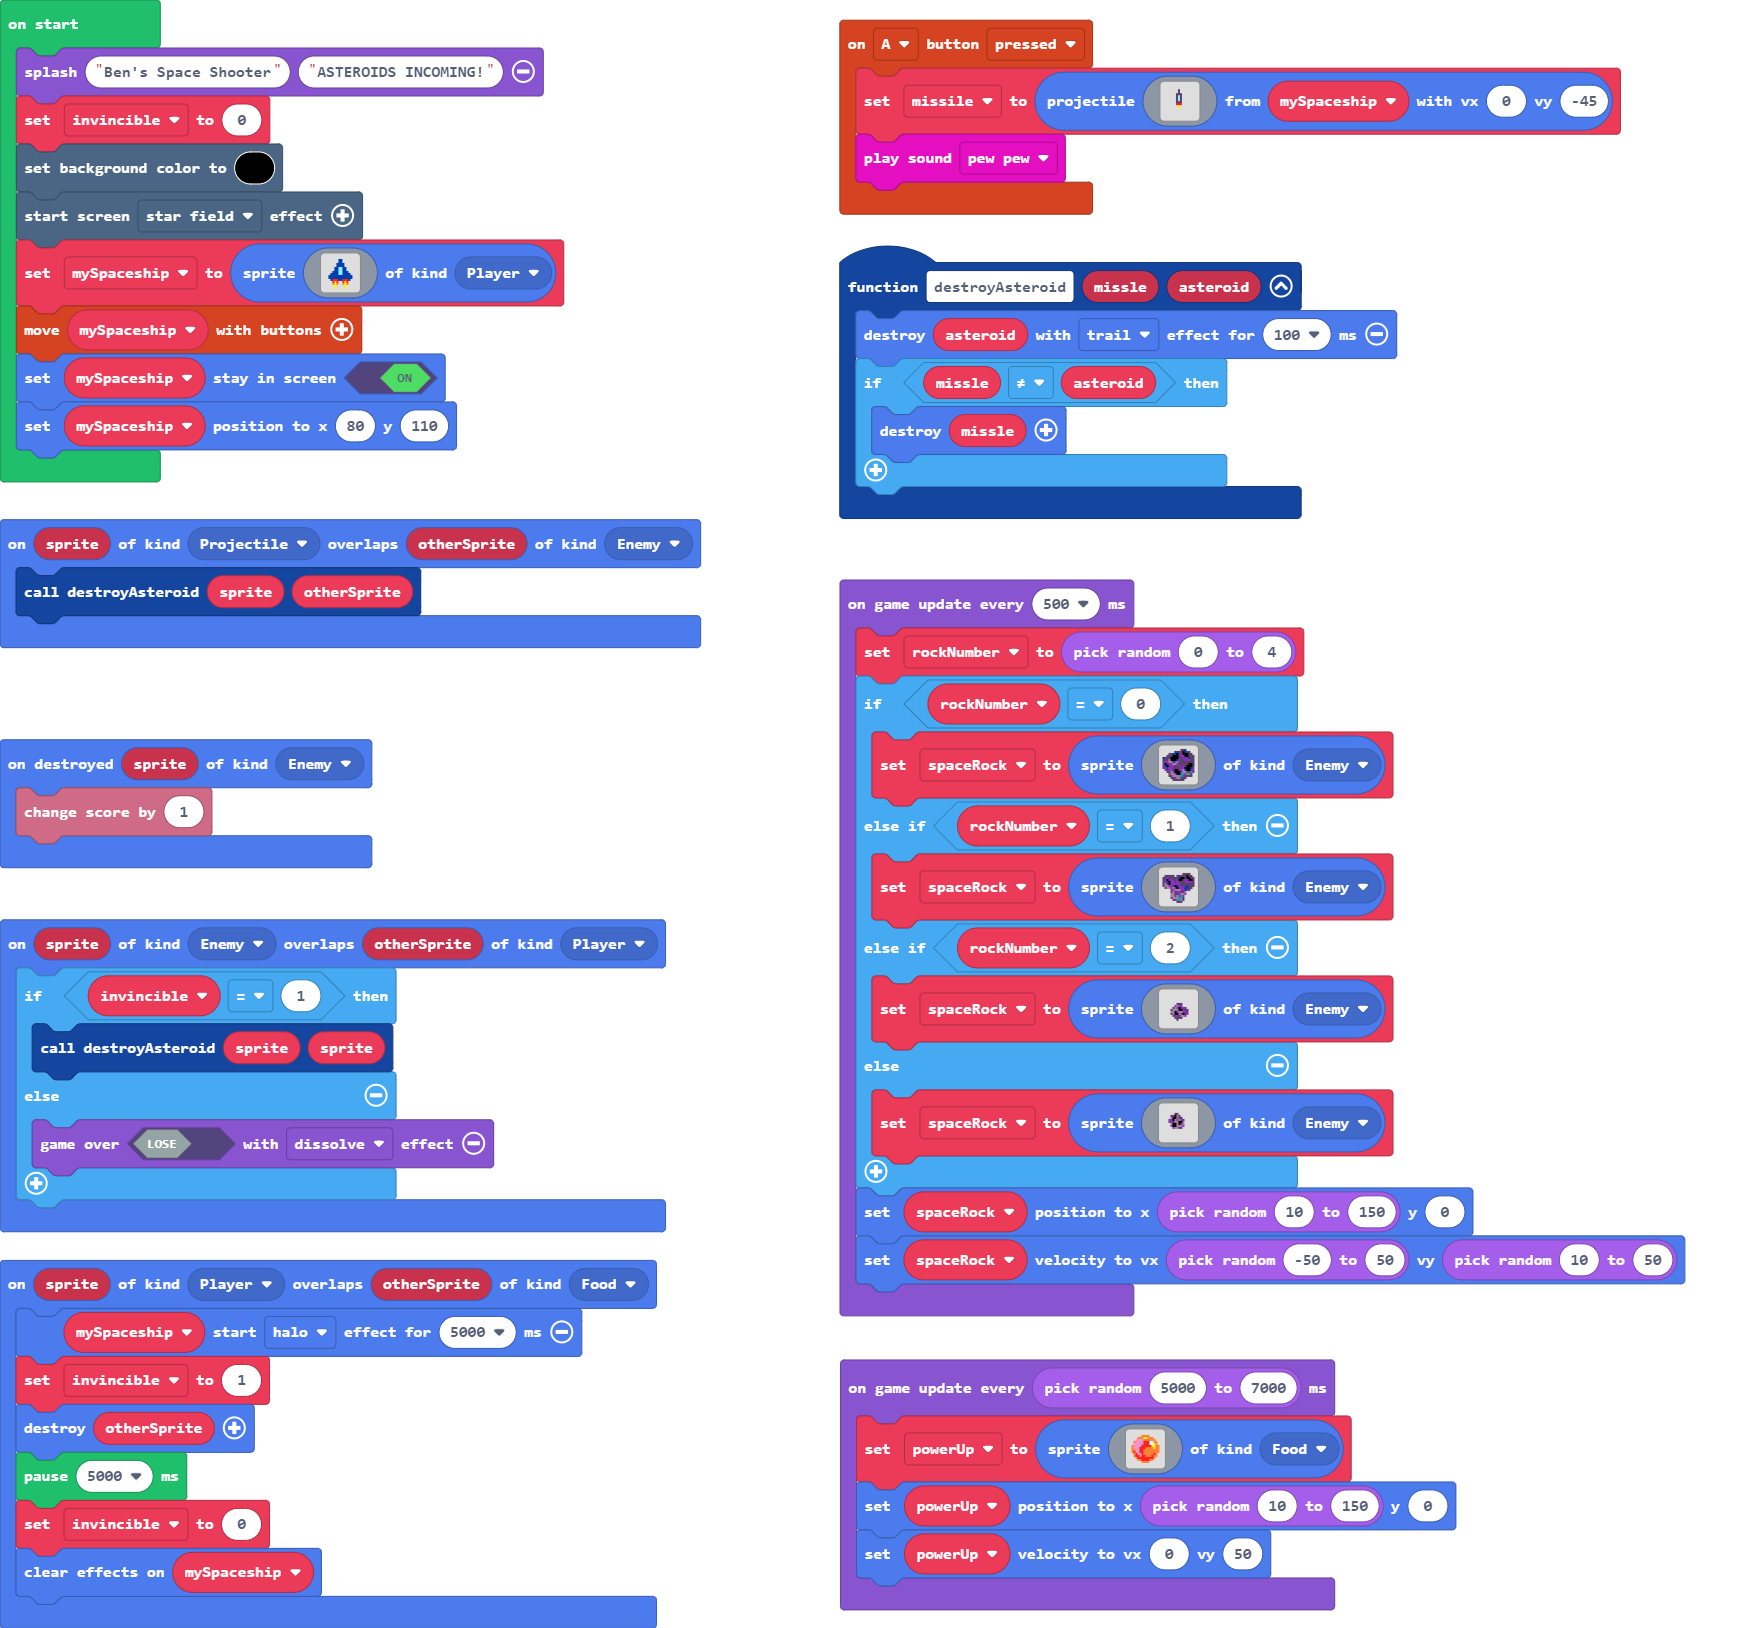 on start
splash "Ben's Space Shooter" "ASTEROIDS INCOMING!"
set invincible to 0
set background color to
start screen star field effect
set mySpaceship to sprite of kind Player
move mySpaceship with buttons
set mySpaceship stay in screen ON
set mySpaceship position to x 80 y 110
on sprite of kind Projectile overlaps otherSprite of kind Enemy
call destroyAsteroid sprite otherSprite
on destroyed sprite of kind Enemy
change score by 1
on sprite of kind Enemy overlaps otherSprite of kind Player
if invincible = 1 then
call destroyAsteroid sprite sprite
else
game over LOSE with dissolve effect
on sprite of kind Player overlaps otherSprite of kind Food
mySpaceship start halo effect for 5000 ms
set invincible to 1
destroy otherSprite
pause 5000 ms
set invincible to 0
clear effects on mySpaceship
on A button pressed
set missile to projectile from mySpaceship with vx 0 vy -45
play sound pew pew
function destroyAsteroid missle asteroid
destroy asteroid with trail effect for 100 ms
if missle ≠ asteroid then
destroy missle
on game update every 500 ms
set rockNumber to pick random 0 to 4
if rockNumber = 0 then
set spaceRock to sprite of kind Enemy
else if rockNumber = 1 then
set spaceRock to sprite of kind Enemy
else if rockNumber = 2 then
set spaceRock to sprite of kind Enemy
else
set spaceRock to sprite of kind Enemy
set spaceRock position to x pick random 10 to 150 y 0
set spaceRock velocity to vx pick random -50 to 50 vy pick random 10 to 50
on game update every pick random 5000 to 7000 ms
set powerUp to sprite of kind Food
set powerUp position to x pick random 10 to 150 y 0
set powerUp velocity to vx 0 vy 50